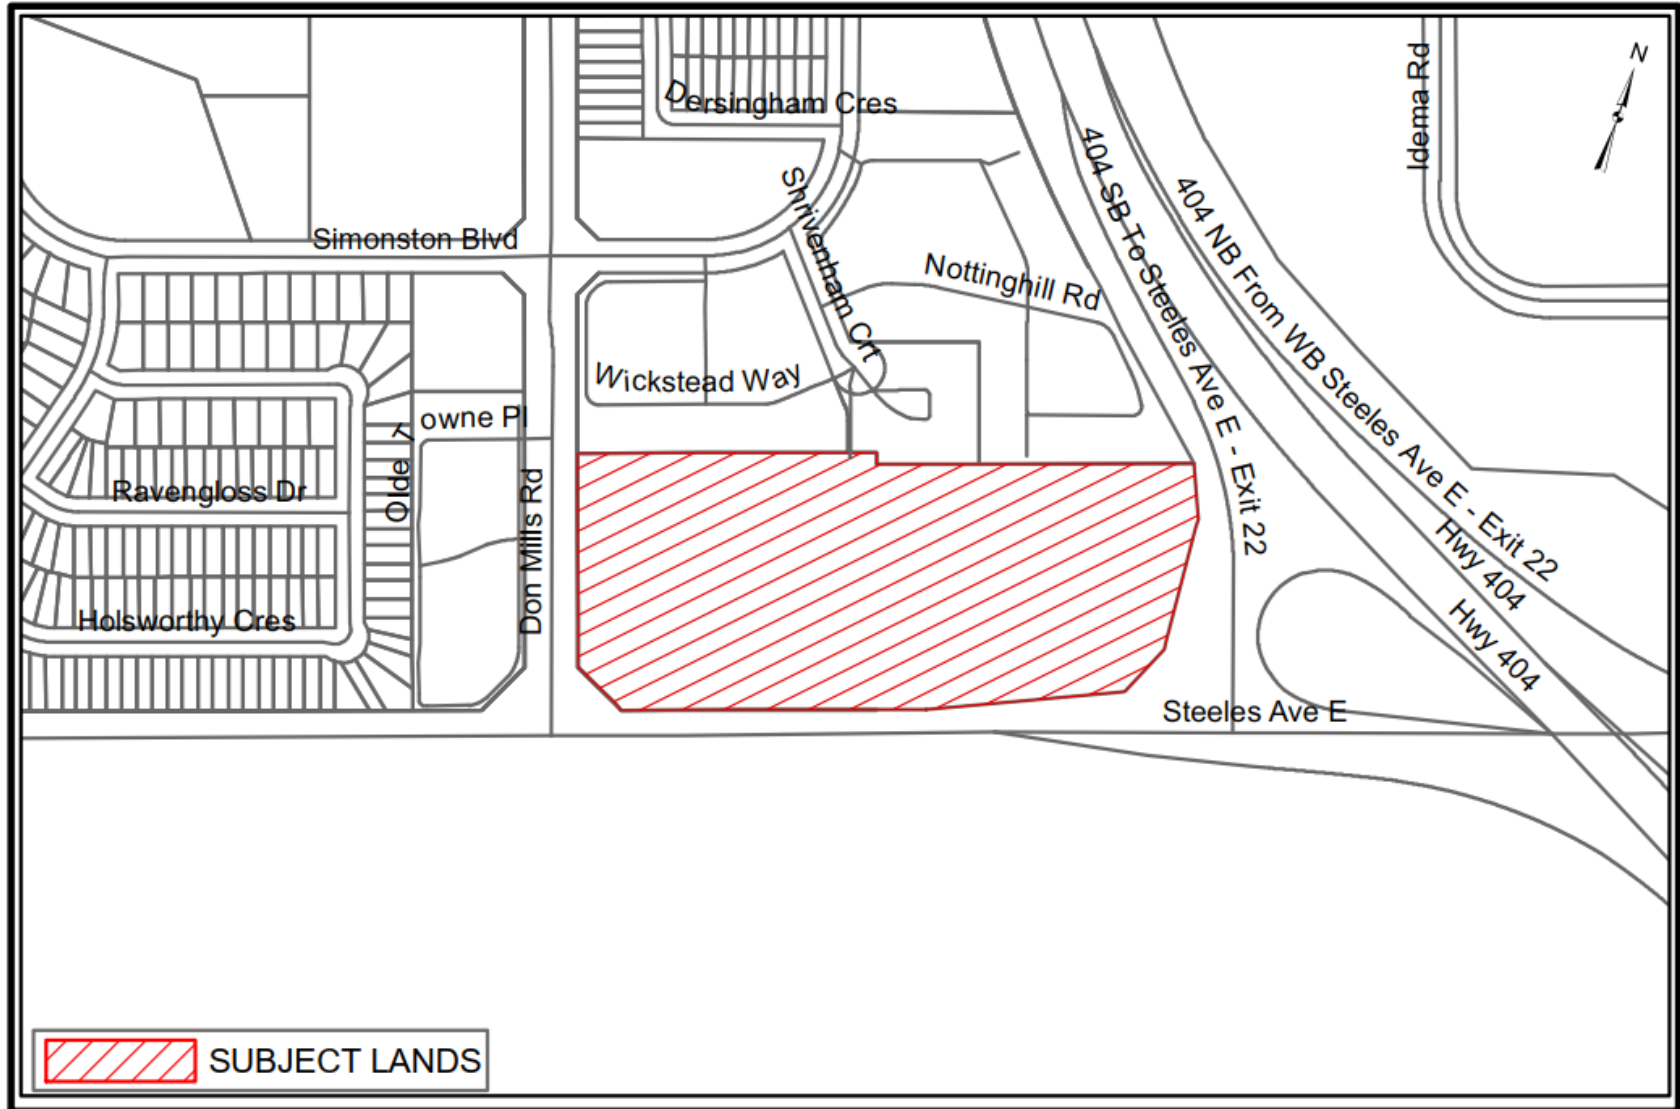 N
Idema Rd
Dersingham Cres
404 SB To Steeles Ave E - Exit 22
404 NB From WB Steeles Ave E - Exit 22
Shrivenham Crt
Simonston Blvd
Nottinghill Rd
Wickstead Way
Olde Towne Pl
Don Mills Rd
Ravengloss Dr
Hwy 404
Hwy 404
Holsworthy Cres
Steeles Ave E
SUBJECT LANDS